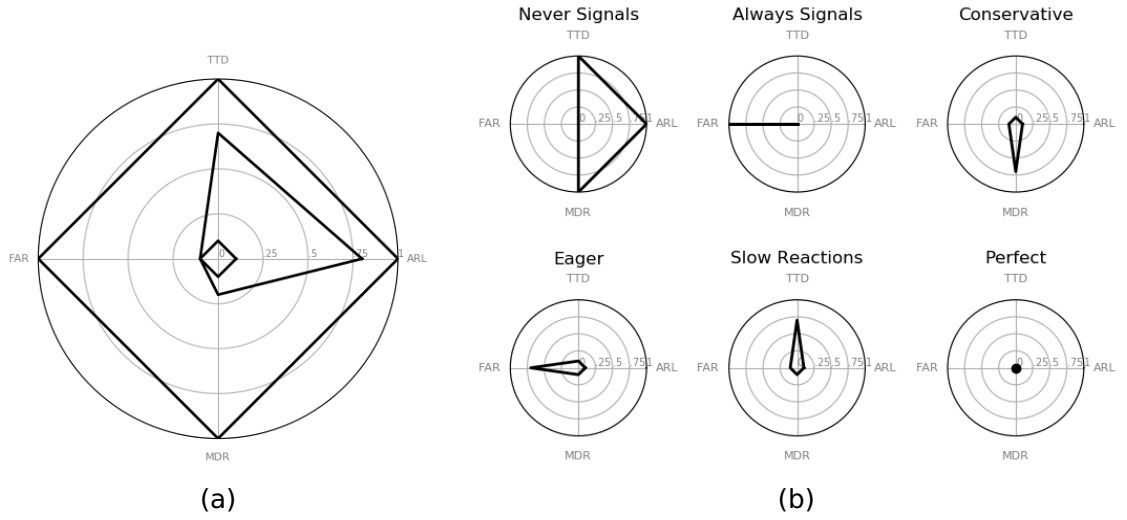 TTD
FAR
0 .25 .5 .75 1
ARL
MDR
(a)
Never Signals
TTD
FAR
0 .25 .5 .75 1
ARL
MDR
Always Signals
TTD
FAR
0 .25 .5 .75 1
ARL
MDR
Conservative
TTD
FAR
0 .25 .5 .75 1
ARL
MDR
Eager
TTD
FAR
0 .25 .5 .75 1
ARL
MDR
Slow Reactions
TTD
FAR
0 .25 .5 .75 1
ARL
MDR
Perfect
TTD
FAR
0 .25 .5 .75 1
ARL
MDR
(b)